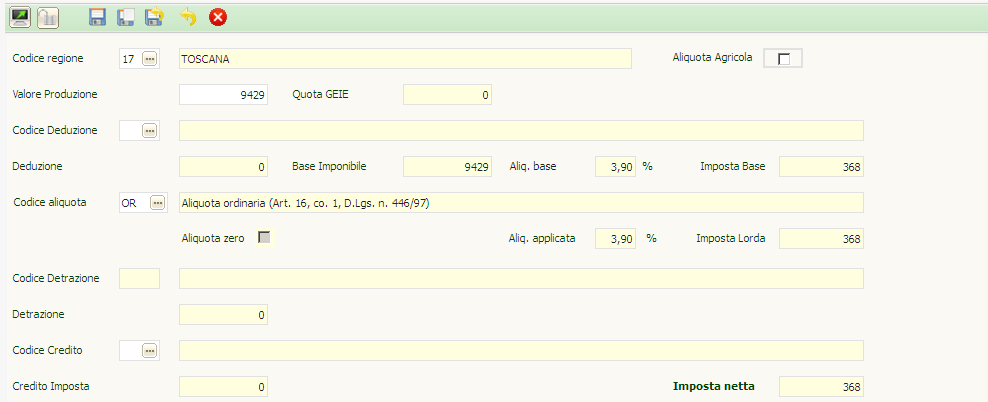 Codice regione 17 ... TOSCANA Aliquota Agricola
Valore Produzione 9429 Quota GEIE 0
Codice Deduzione ...
Deduzione 0 Base Imponibile 9429 Aliq. base 3,90 % Imposta Base 368
Codice aliquota OR ... Aliquota ordinaria (Art. 16, co. 1, D.Lgs. n. 446/97)
Aliquota zero Aliq. applicata 3,90 % Imposta Lorda 368
Codice Detrazione
Detrazione 0
Codice Credito ...
Credito Imposta 0 Imposta netta 368